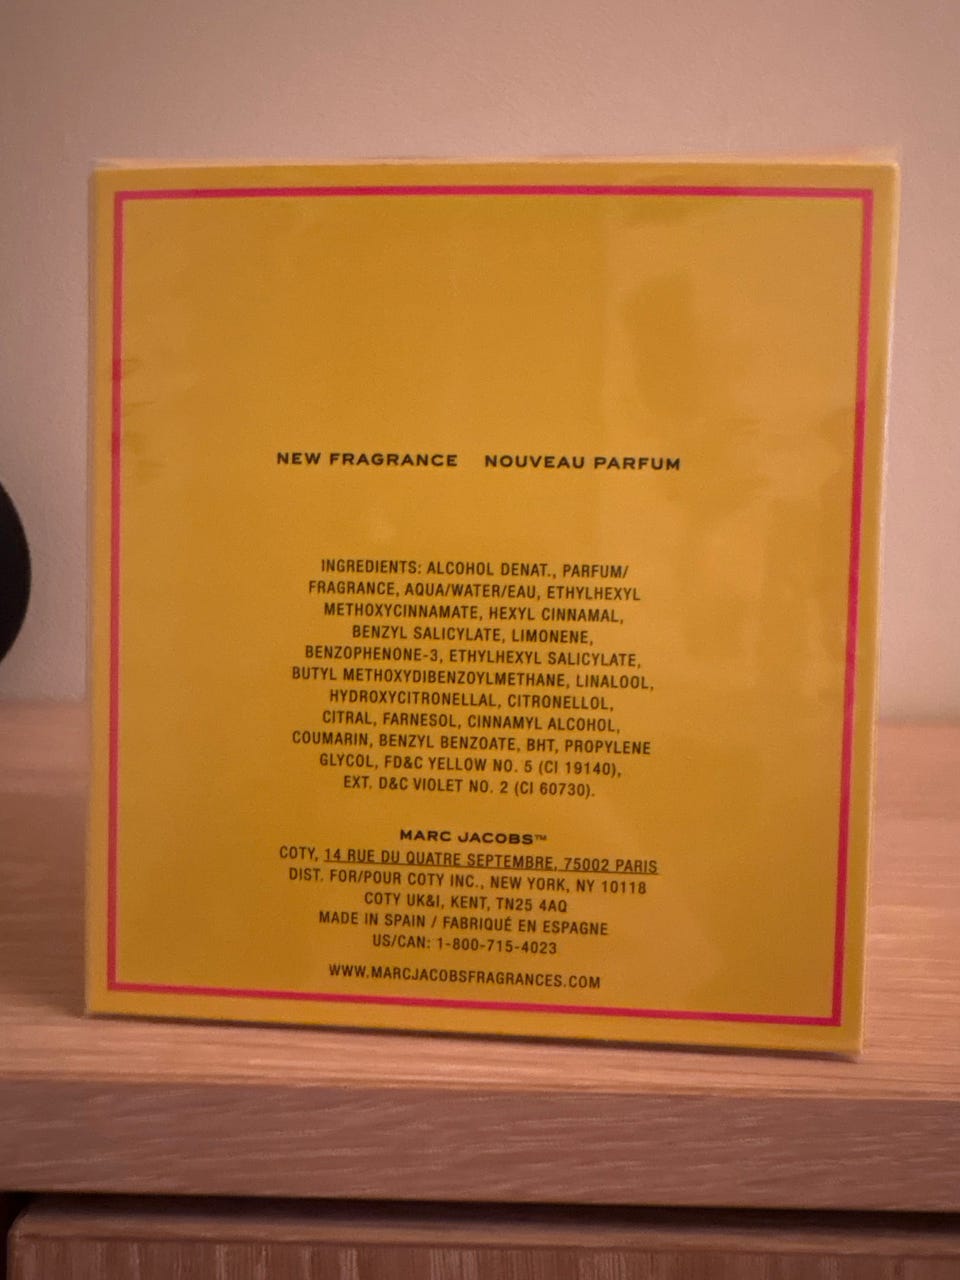 NEW FRAGRANCE NOUVEAU PARFUM
INGREDIENTS: ALCOHOL DENAT., PARFUM/
FRAGRANCE, AQUA/WATER/EAU, ETHYLHEXYL
METHOXYCINNAMATE, HEXYL CINNAMAL,
BENZYL SALICYLATE, LIMONENE,
BENZOPHENONE-3, ETHYLHEXYL SALICYLATE,
BUTYL METHOXYDIBENZOYLMETHANE, LINALOOL,
HYDROXYCITRONELLAL, CITRONELLOL,
CITRAL, FARNESOL, CINNAMYL ALCOHOL,
COUMARIN, BENZYL BENZOATE, BHT, PROPYLENE
GLYCOL, FD&C YELLOW NO. 5 (CI 19140),
EXT. D&C VIOLET NO. 2 (CI 60730).
MARC JACOBS™
COTY, 14 RUE DU QUATRE SEPTEMBRE, 75002 PARIS
DIST. FOR/POUR COTY INC., NEW YORK, NY 10118
COTY UK&I, KENT, TN25 4AQ
MADE IN SPAIN / FABRIQUÉ EN ESPAGNE
US/CAN: 1-800-715-4023
WWW.MARCJACOBSFRAGRANCES.COM